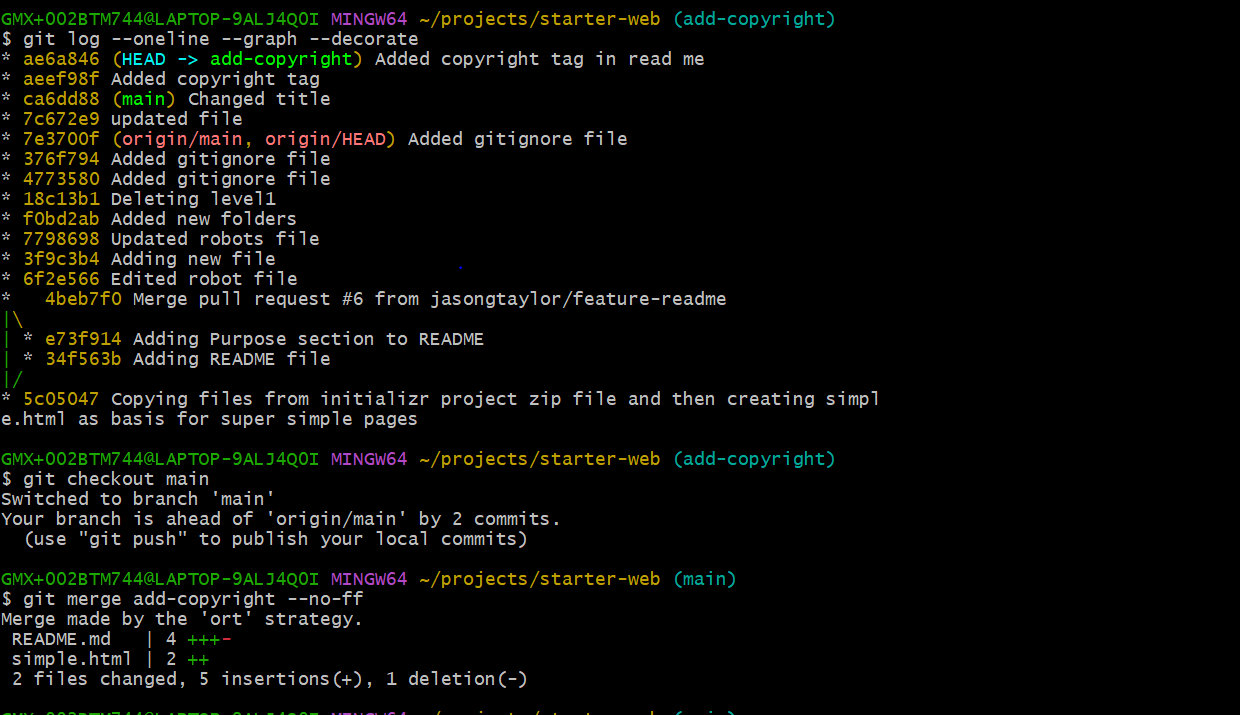 GMX+002BTM744@LAPTOP-9ALJ4Q0I MINGW64 ~/projects/starter-web (add-copyright)
$ git log --oneline --graph --decorate
* ae6a846 (HEAD -> add-copyright) Added copyright tag in read me
* aeef98f Added copyright tag
* ca6dd88 (main) Changed title
* 7c672e9 updated file
* 7e3700f (origin/main, origin/HEAD) Added gitignore file
* 376f794 Added gitignore file
* 4773580 Added gitignore file
* 18c13b1 Deleting level1
* f0bd2ab Added new folders
* 7798698 Updated robots file
* 3f9c3b4 Adding new file
* 6f2e566 Edited robot file
*   4beb7f0 Merge pull request #6 from jasongtaylor/feature-readme
|\
| * e73f914 Adding Purpose section to README
| * 34f563b Adding README file
|/
* 5c05047 Copying files from initializr project zip file and then creating simpl
e.html as basis for super simple pages
GMX+002BTM744@LAPTOP-9ALJ4Q0I MINGW64 ~/projects/starter-web (add-copyright)
$ git checkout main
Switched to branch 'main'
Your branch is ahead of 'origin/main' by 2 commits.
  (use "git push" to publish your local commits)
GMX+002BTM744@LAPTOP-9ALJ4Q0I MINGW64 ~/projects/starter-web (main)
$ git merge add-copyright --no-ff
Merge made by the 'ort' strategy.
 README.md   | 4 +++-
 simple.html | 2 ++
 2 files changed, 5 insertions(+), 1 deletion(-)
GMX+002BTM744@LAPTOP-9ALJ4Q0I MINGW64 ~/projects/starter-web (main)